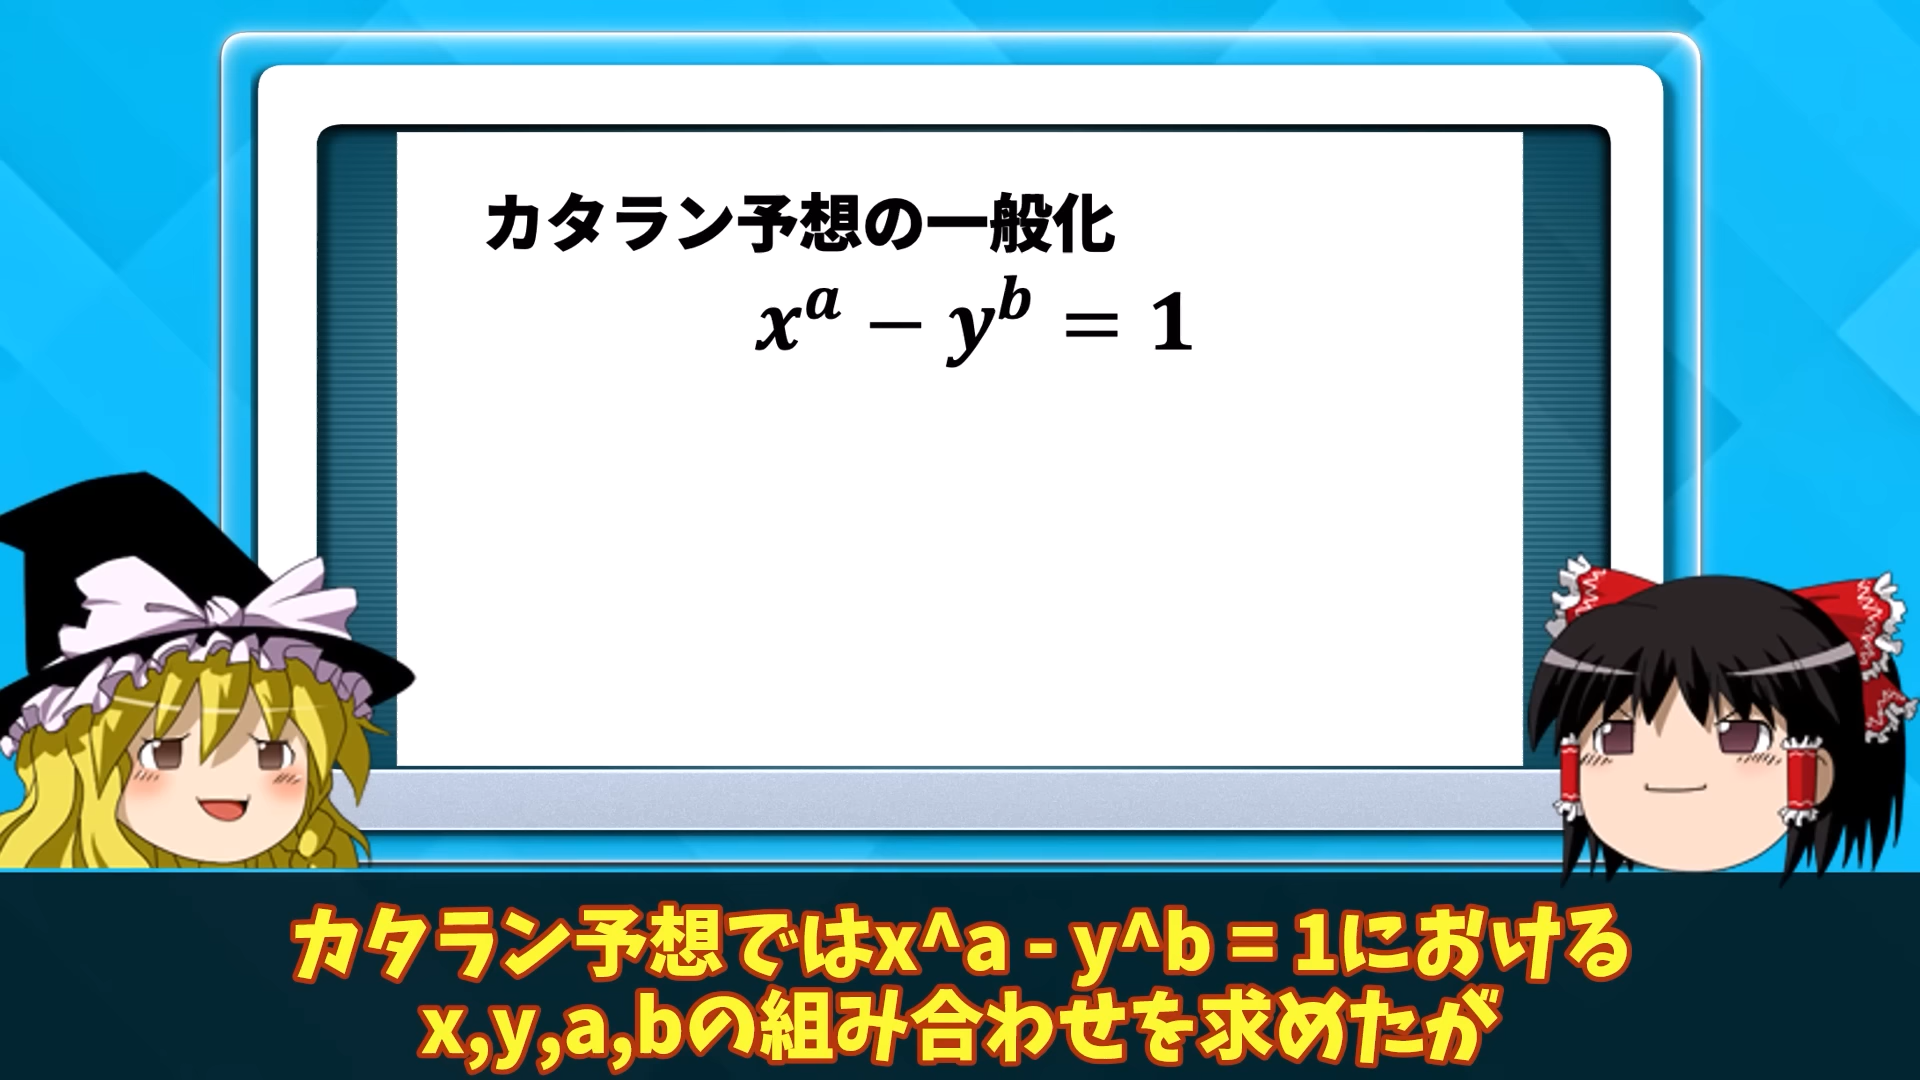 カタラン予想の一般化
x^a − y^b = 1
カタラン予想ではx^a - y^b = 1における
x,y,a,bの組み合わせを求めたが